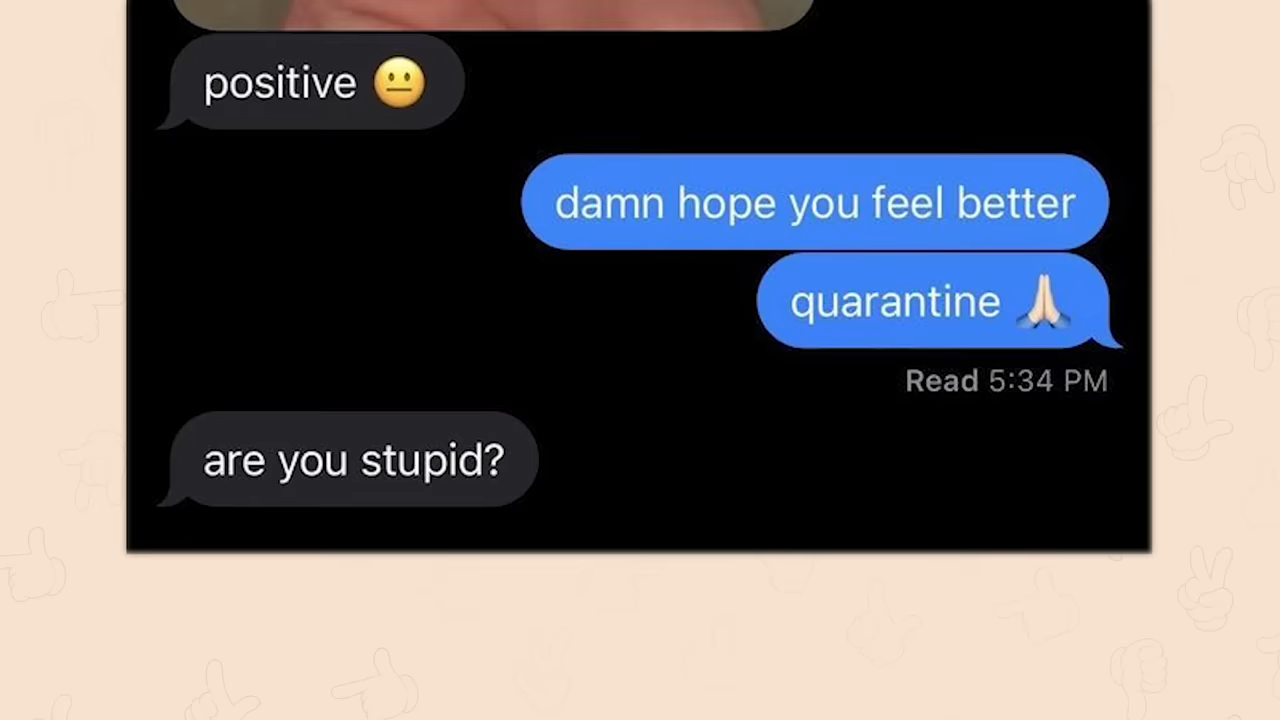 positive 😐
damn hope you feel better
quarantine 🙏🏻
Read 5:34 PM
are you stupid?